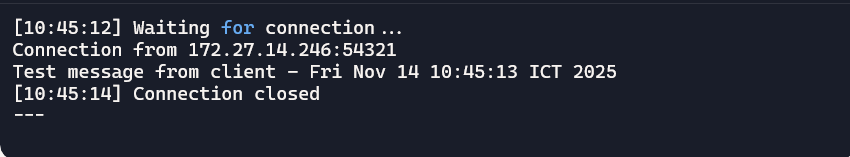 [10:45:12] Waiting for connection...
Connection from 172.27.14.246:54321
Test message from client - Fri Nov 14 10:45:13 ICT 2025
[10:45:14] Connection closed
---